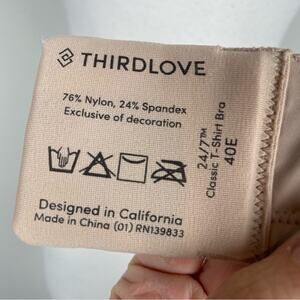 THIRDLOVE
76% Nylon, 24% Spandex
Exclusive of decoration
24/7™
Classic T-Shirt Bra
40E
Designed in California
Made in China (01) RN139833